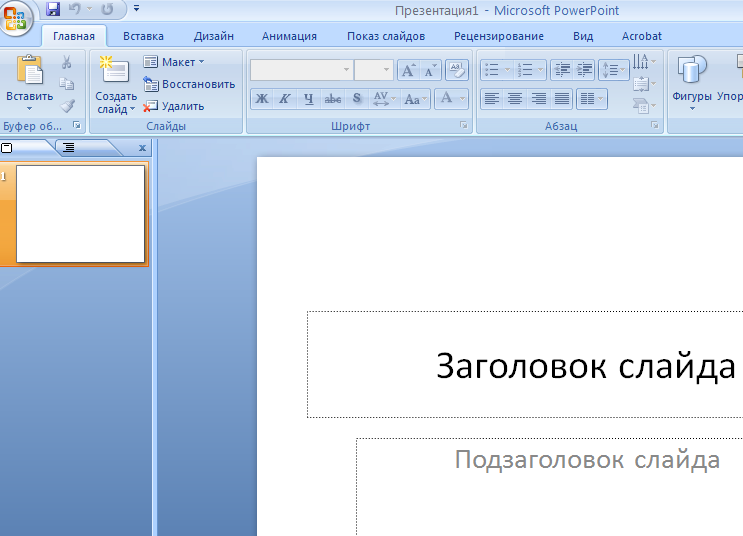 Презентация1 - Microsoft PowerPoint
Главная Вставка Дизайн Анимация Показ слайдов Рецензирование Вид Acrobat
Вставить Создать слайд Макет Восстановить Удалить
Ж К Ч abc S AV Aa A
Фигуры Упор
Буфер об... Слайды Шрифт Абзац
1
Заголовок слайда
Подзаголовок слайда